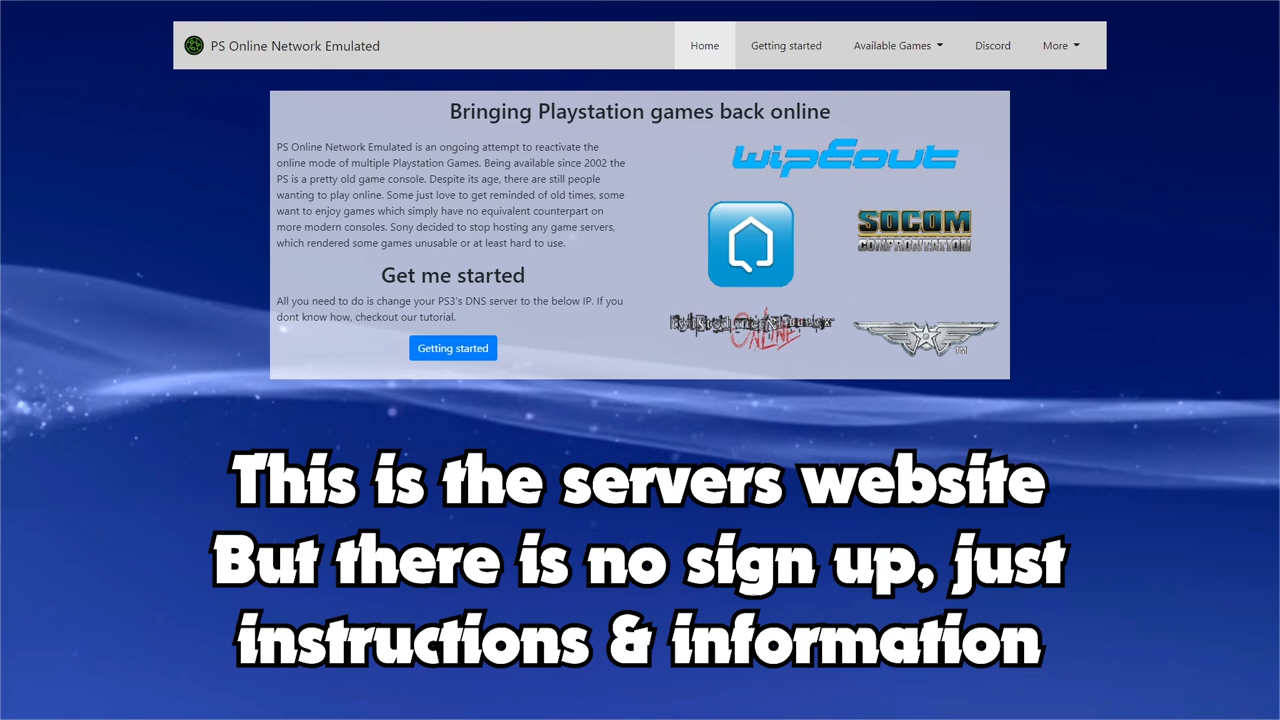 PS Online Network Emulated
Home
Getting started
Available Games
Discord
More
Bringing Playstation games back online
PS Online Network Emulated is an ongoing attempt to reactivate the
online mode of multiple Playstation Games. Being available since 2002 the
PS is a pretty old game console. Despite its age, there are still people
wanting to play online. Some just love to get reminded of old times, some
want to enjoy games which simply have no equivalent counterpart on
more modern consoles. Sony decided to stop hosting any game servers,
which rendered some games unusable or at least hard to use.
Get me started
All you need to do is change your PS3's DNS server to the below IP. If you
dont know how, checkout our tutorial.
Getting started
wipEout
SOCOM
CONFRONTATION
ONLINE
TM
This is the servers website
But there is no sign up, just
instructions & information